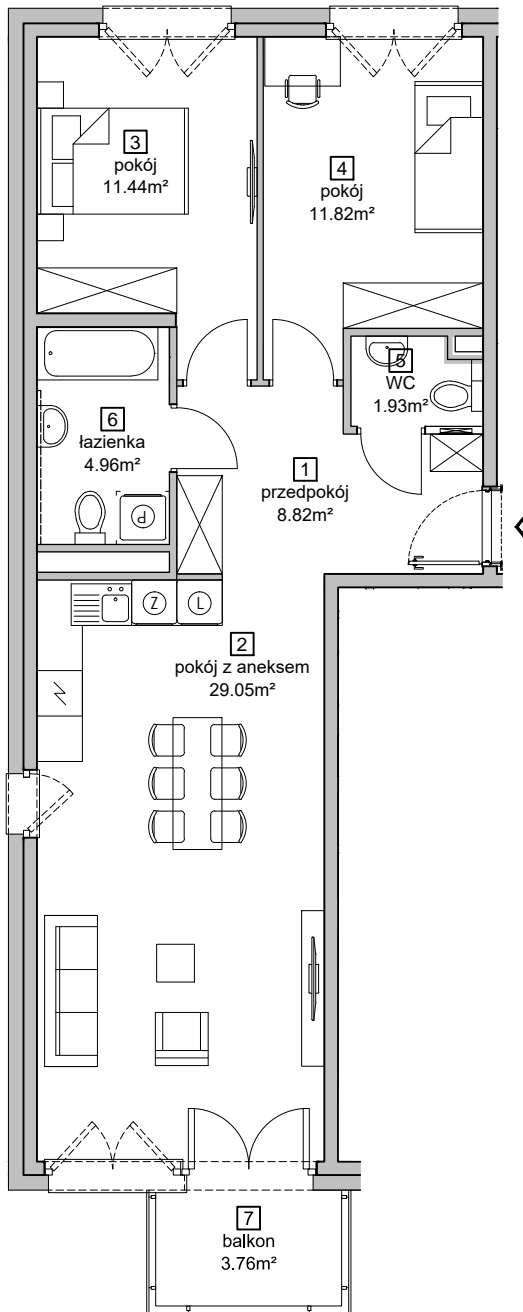 3
pokój
11.44m²
4
pokój
11.82m²
5
WC
1.93m²
6
łazienka
4.96m²
1
przedpokój
8.82m²
P
Z
L
2
pokój z aneksem
29.05m²
7
balkon
3.76m²